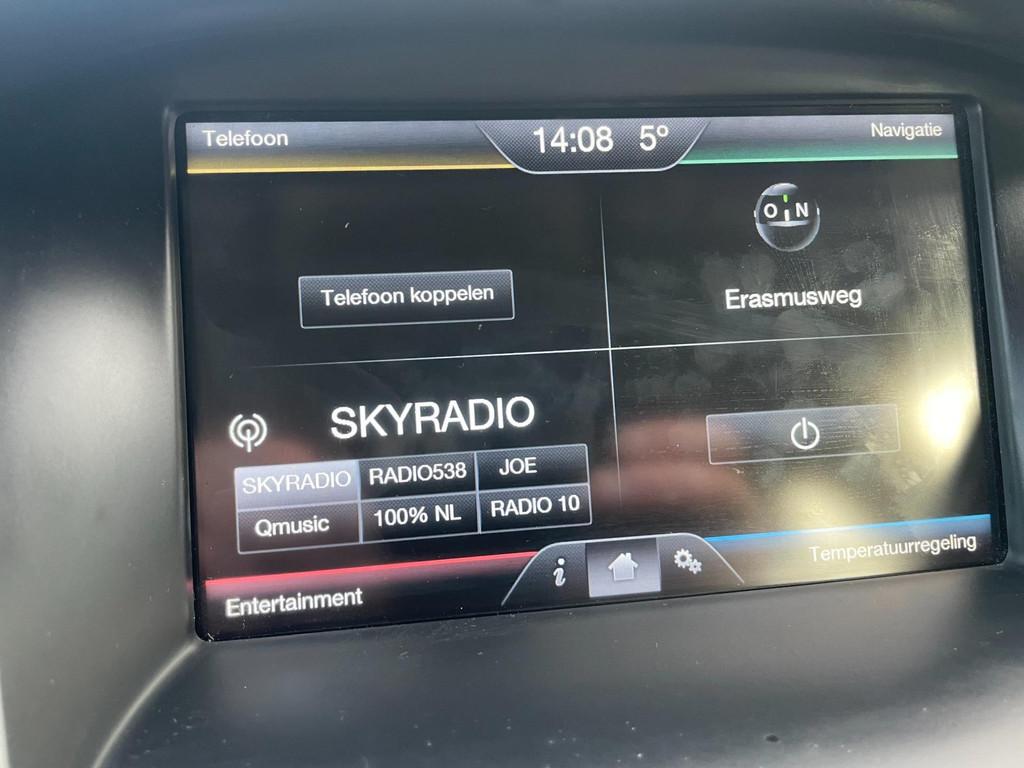 Telefoon
14:08 5°
Navigatie
O N
Telefoon koppelen
Erasmusweg
SKYRADIO
SKYRADIO RADIO538 JOE
Qmusic 100% NL RADIO 10
i
Entertainment
Temperatuurregeling